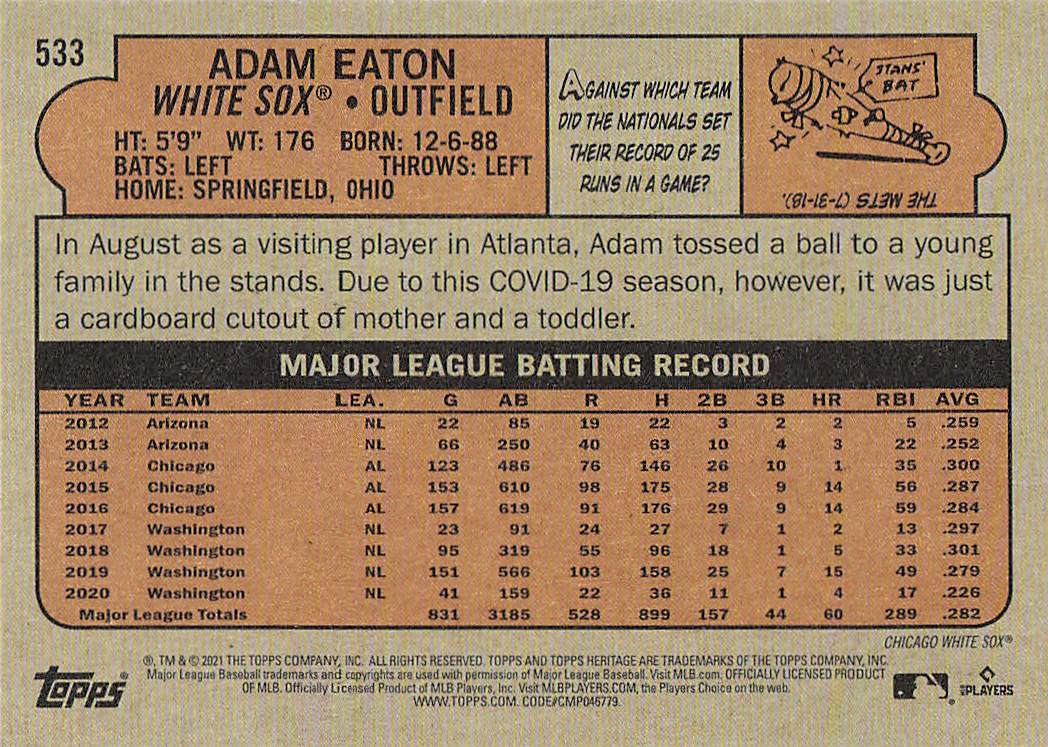 533
ADAM EATON
WHITE SOX® • OUTFIELD
HT: 5'9" WT: 176 BORN: 12-6-88
BATS: LEFT THROWS: LEFT
HOME: SPRINGFIELD, OHIO
AGAINST WHICH TEAM
DID THE NATIONALS SET
THEIR RECORD OF 25
RUNS IN A GAME?
STANS'
BAT
THE METS (7-31-18).
In August as a visiting player in Atlanta, Adam tossed a ball to a young
family in the stands. Due to this COVID-19 season, however, it was just
a cardboard cutout of mother and a toddler.
MAJOR LEAGUE BATTING RECORD
YEAR TEAM LEA. G AB R H 2B 3B HR RBI AVG
2012 Arizona NL 22 85 19 22 3 2 2 5 .259
2013 Arizona NL 66 250 40 63 10 4 3 22 .252
2014 Chicago AL 123 486 76 146 26 10 1 35 .300
2015 Chicago AL 153 610 98 175 28 9 14 56 .287
2016 Chicago AL 157 619 91 176 29 9 14 59 .284
2017 Washington NL 23 91 24 27 7 1 2 13 .297
2018 Washington NL 95 319 55 96 18 1 5 33 .301
2019 Washington NL 151 566 103 158 25 7 15 49 .279
2020 Washington NL 41 159 22 36 11 1 4 17 .226
Major League Totals 831 3185 528 899 157 44 60 289 .282
CHICAGO WHITE SOX®
®, TM & © 2021 THE TOPPS COMPANY, INC. ALL RIGHTS RESERVED. TOPPS AND TOPPS HERITAGE ARE TRADEMARKS OF THE TOPPS COMPANY, INC.
Major League Baseball trademarks and copyrights are used with permission of Major League Baseball. Visit MLB.com. OFFICIALLY LICENSED PRODUCT
OF MLB. Officially Licensed Product of MLB Players, Inc. Visit MLBPLAYERS.COM, the Players Choice on the web.
WWW.TOPPS.COM. CODE#CMP046779.
topps®
MLB PLAYERS